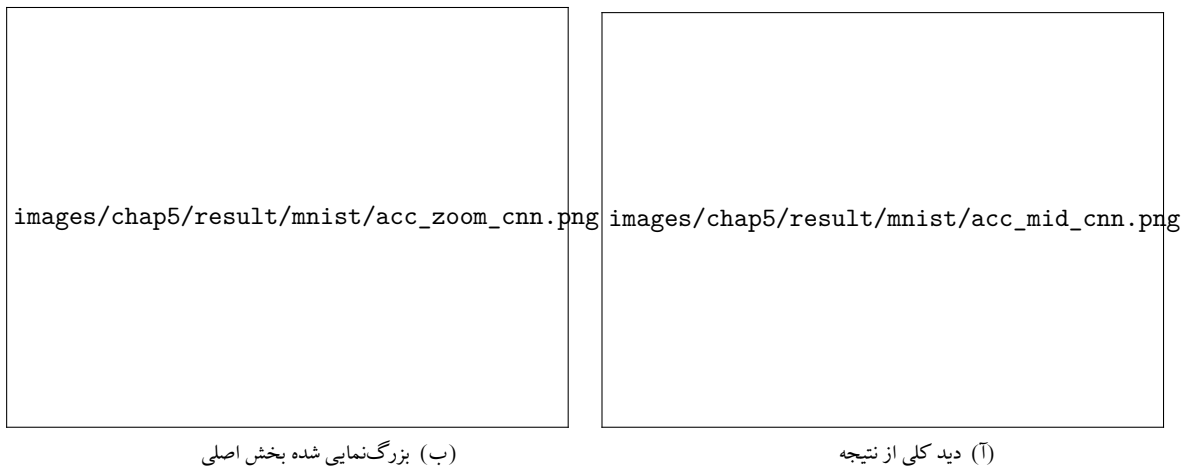 images/chap5/result/mnist/acc_mid_cnn.png
images/chap5/result/mnist/acc_zoom_cnn.png
(آ) دید کلی از نتیجه
(ب) بزرگ‌نمایی شده بخش اصلی